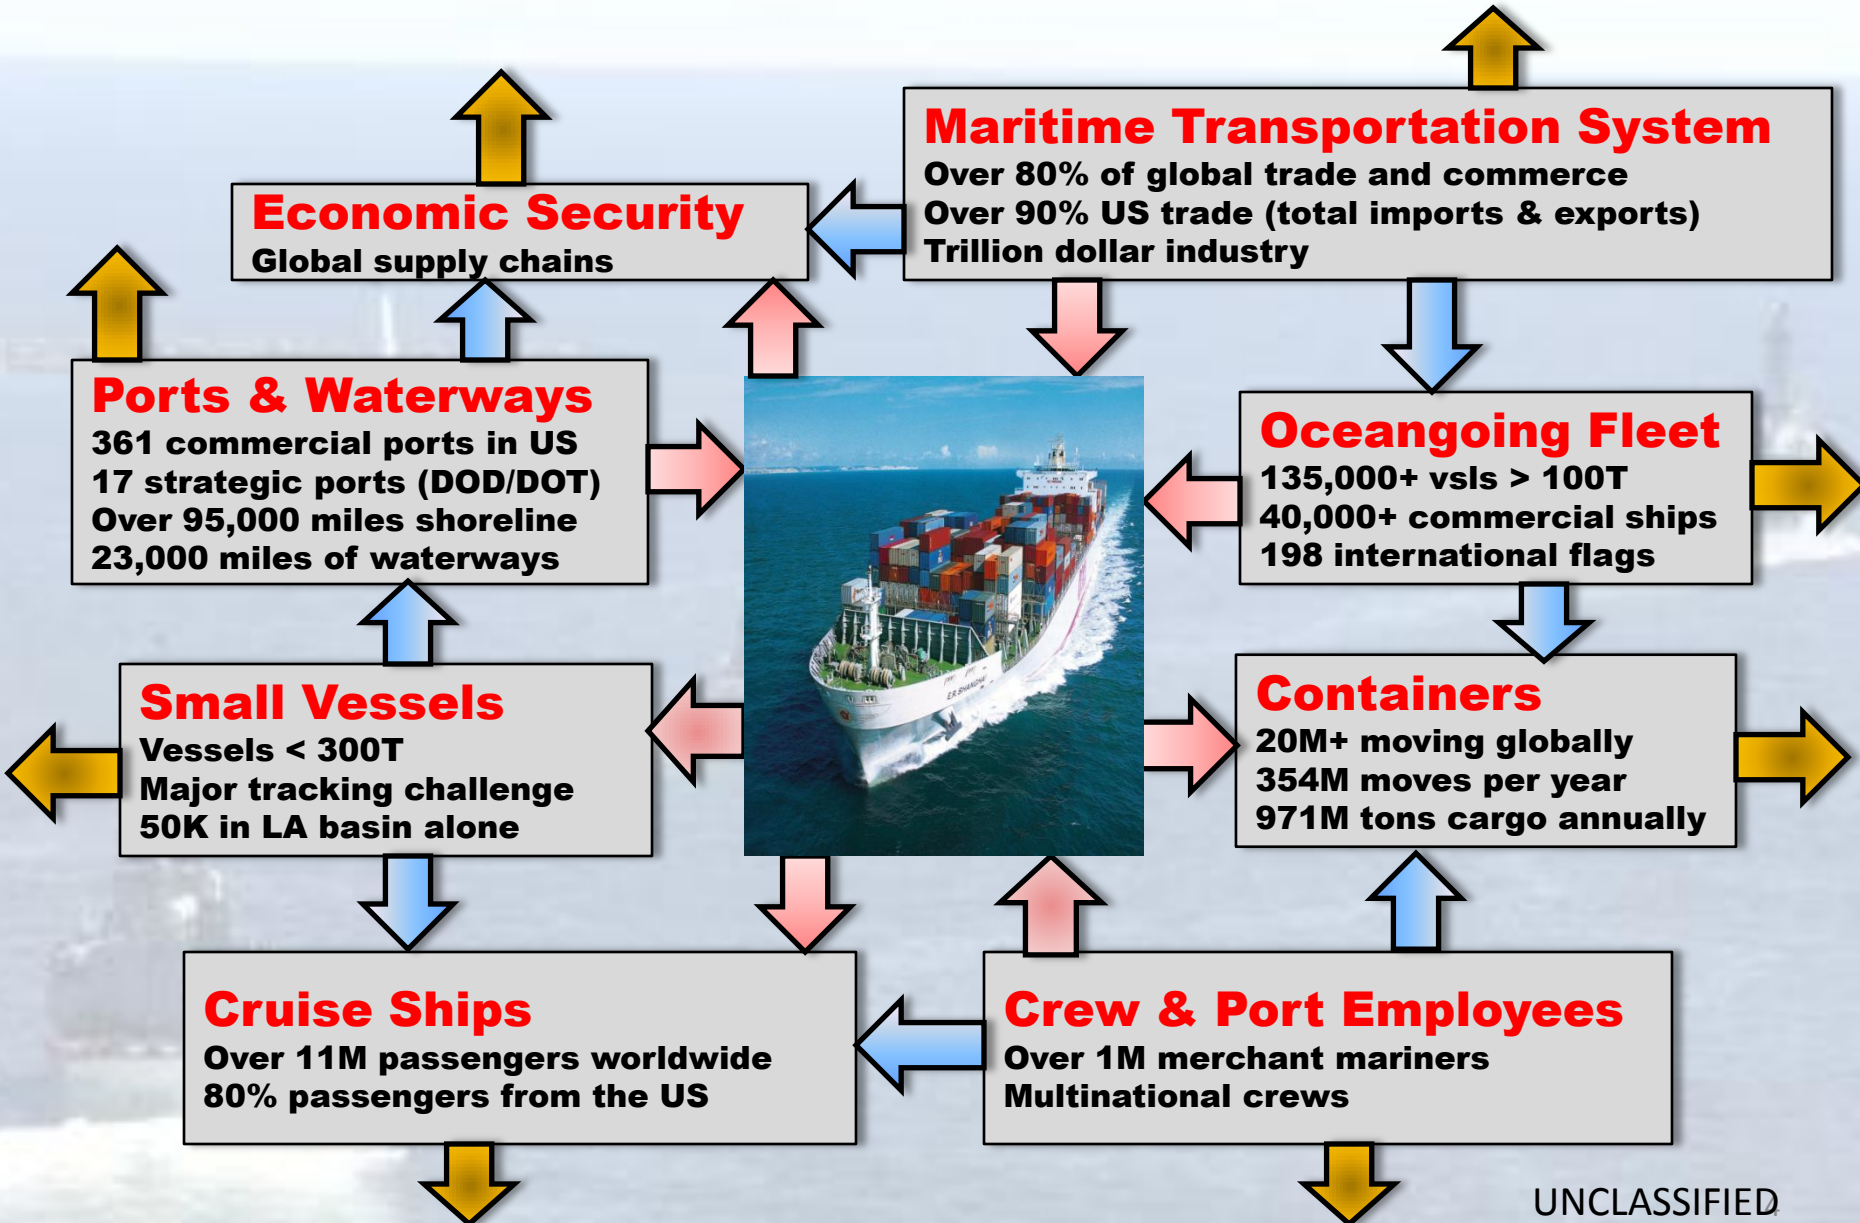 Maritime Transportation System
Over 80% of global trade and commerce
Over 90% US trade (total imports & exports)
Trillion dollar industry
Economic Security
Global supply chains
Ports & Waterways
361 commercial ports in US
17 strategic ports (DOD/DOT)
Over 95,000 miles shoreline
23,000 miles of waterways
Oceangoing Fleet
135,000+ vsls > 100T
40,000+ commercial ships
198 international flags
E.R. SHANGHAI
Small Vessels
Vessels < 300T
Major tracking challenge
50K in LA basin alone
Containers
20M+ moving globally
354M moves per year
971M tons cargo annually
Cruise Ships
Over 11M passengers worldwide
80% passengers from the US
Crew & Port Employees
Over 1M merchant mariners
Multinational crews
UNCLASSIFIED
4